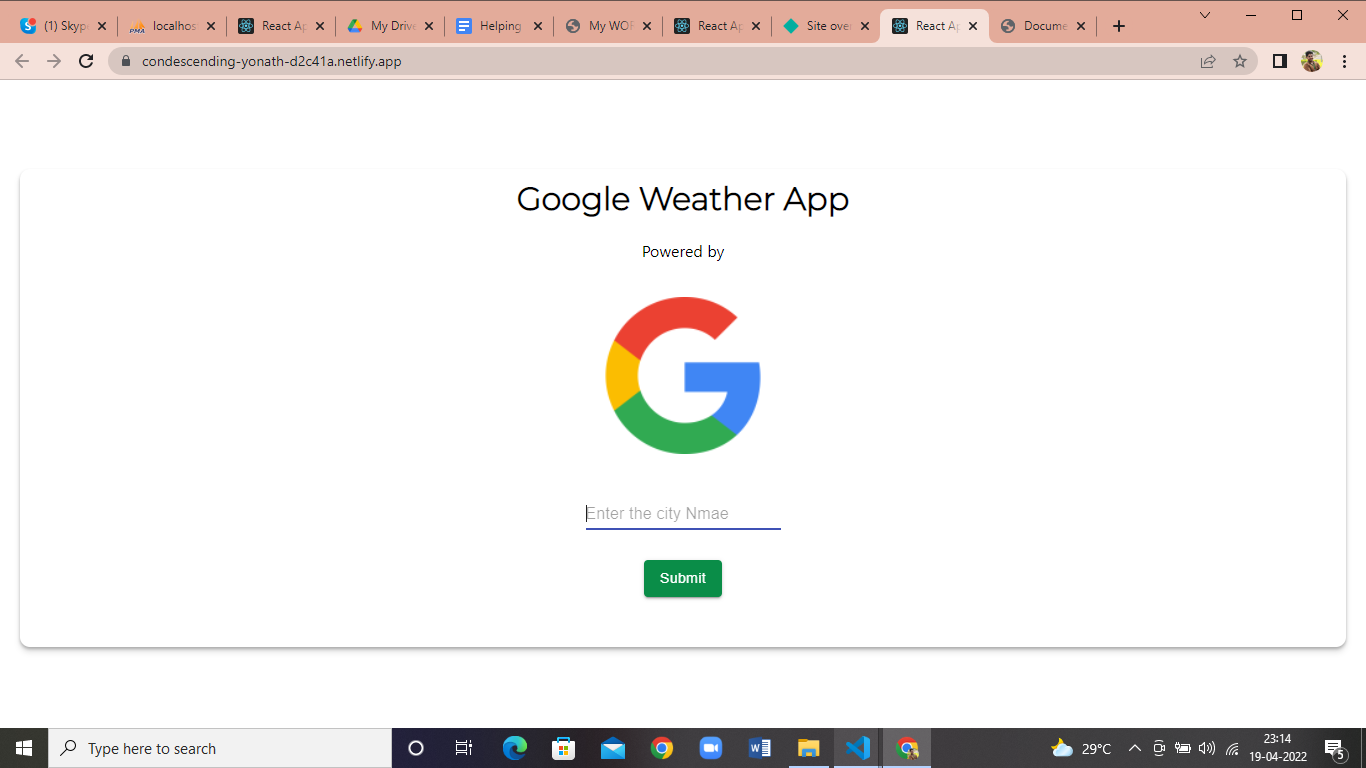 (1) Skyp
localhos
React Ap
My Drive
Helping
My WOR
React Ap
Site over
React Ap
Docume
condescending-yonath-d2c41a.netlify.app
Google Weather App
Powered by
Enter the city Nmae
Submit
Type here to search
29°C
23:14
19-04-2022
5